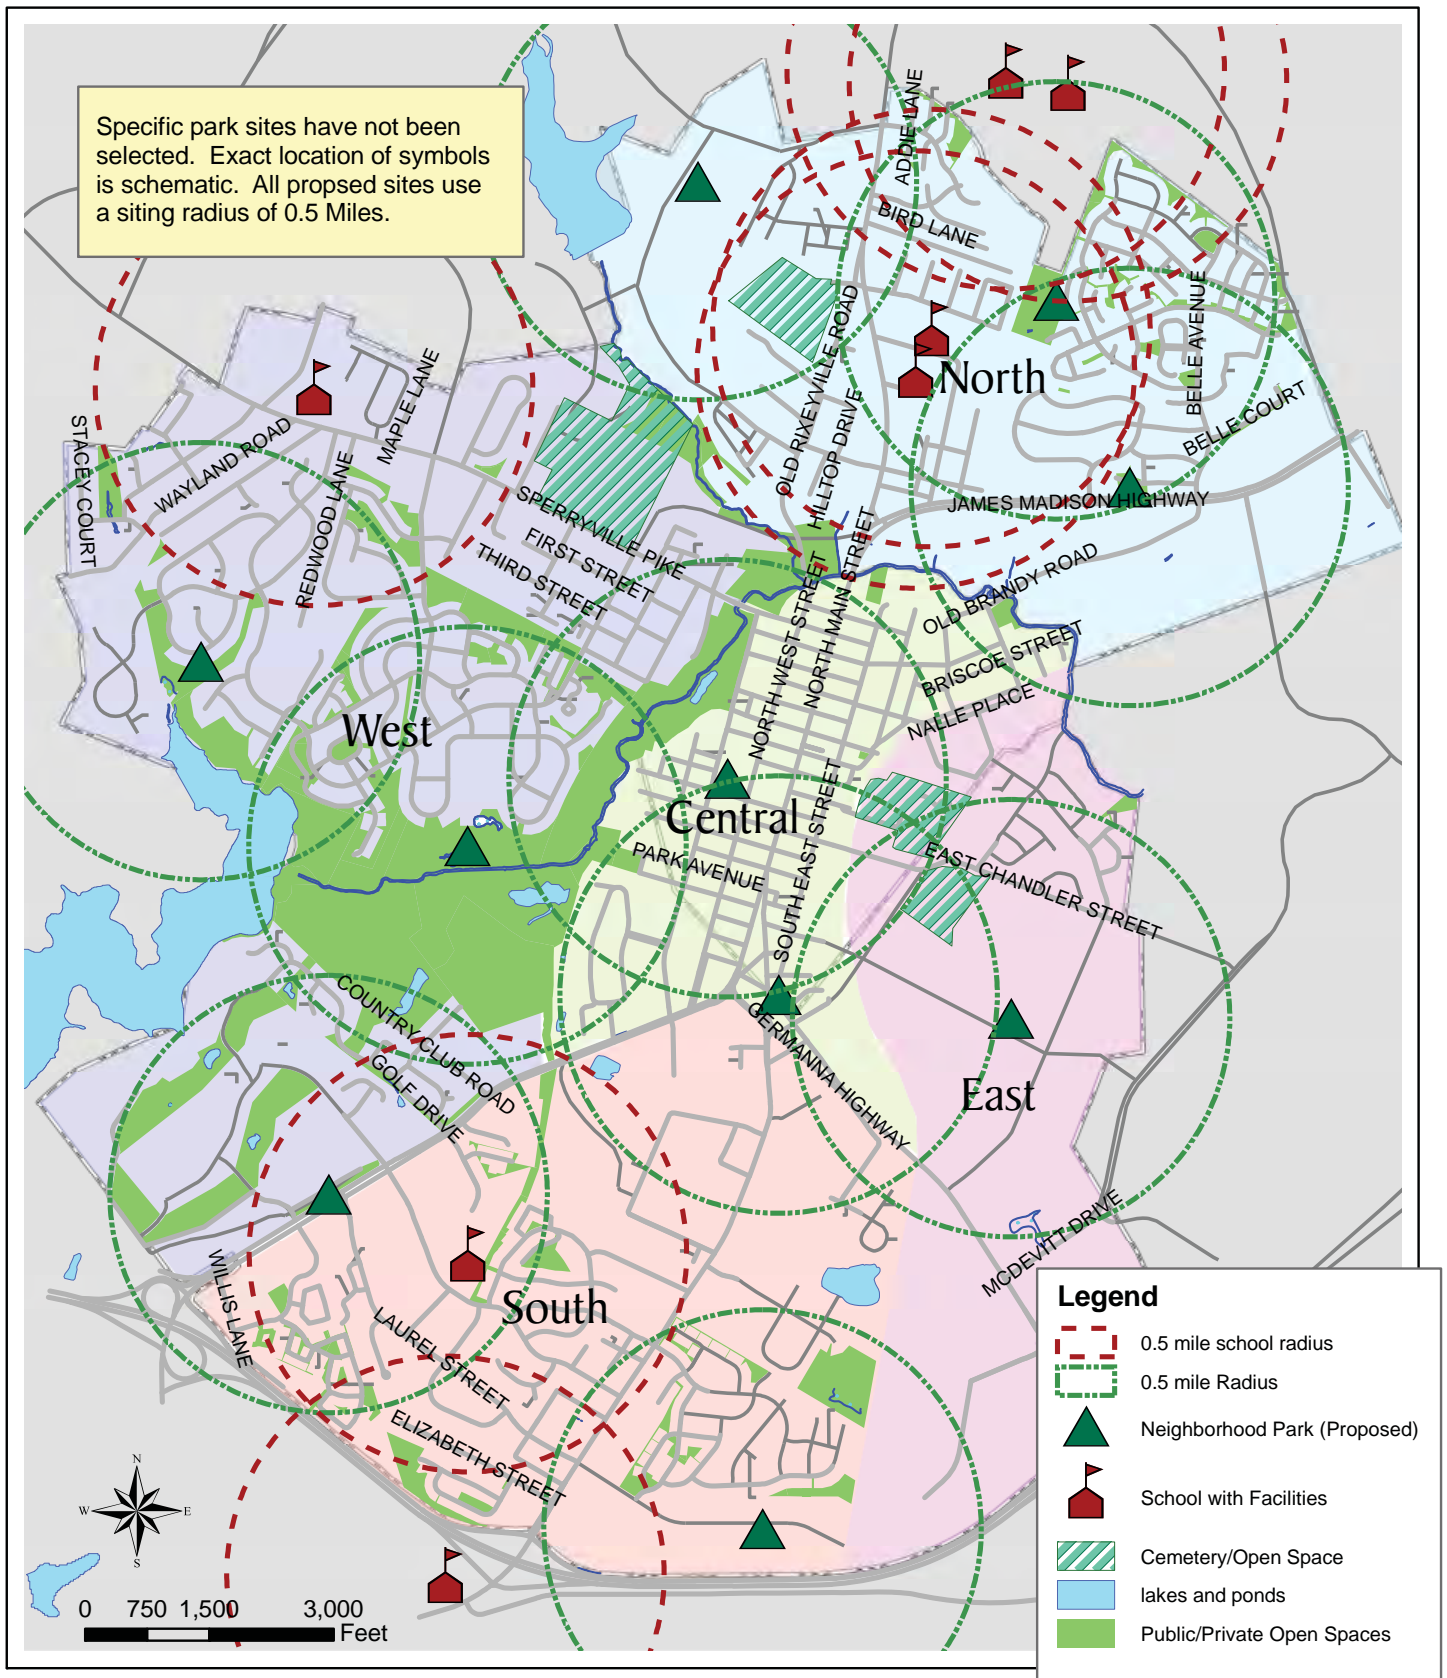 Specific park sites have not been
selected. Exact location of symbols
is schematic. All propsed sites use
a siting radius of 0.5 Miles.
ADDIE LANE
BIRD LANE
OLD RIXEYVILLE ROAD
HILLTOP DRIVE
North
BELLE AVENUE
BELLE COURT
JAMES MADISON HIGHWAY
STACEY COURT
WAYLAND ROAD
MAPLE LANE
REDWOOD LANE
SPERRYVILLE PIKE
FIRST STREET
THIRD STREET
NORTH WEST STREET
NORTH MAIN STREET
OLD BRANDY ROAD
BRISCOE STREET
NALLE PLACE
West
Central
PARK AVENUE
SOUTH EAST STREET
EAST CHANDLER STREET
COUNTRY CLUB ROAD
GOLF DRIVE
GERMANNA HIGHWAY
East
MCDEVITT DRIVE
WILLIS LANE
South
LAUREL STREET
ELIZABETH STREET
N
W E
S
0 750 1,500 3,000
Feet
Legend
0.5 mile school radius
0.5 mile Radius
Neighborhood Park (Proposed)
School with Facilities
Cemetery/Open Space
lakes and ponds
Public/Private Open Spaces